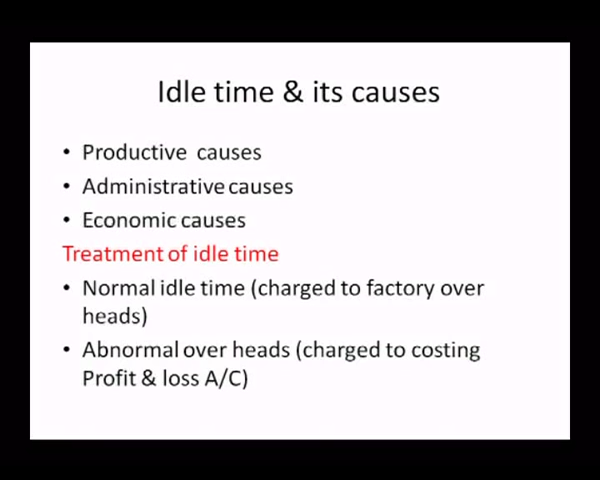 Idle time & its causes
• Productive causes
• Administrative causes
• Economic causes
Treatment of idle time
• Normal idle time (charged to factory over
heads)
• Abnormal over heads (charged to costing
Profit & loss A/C)